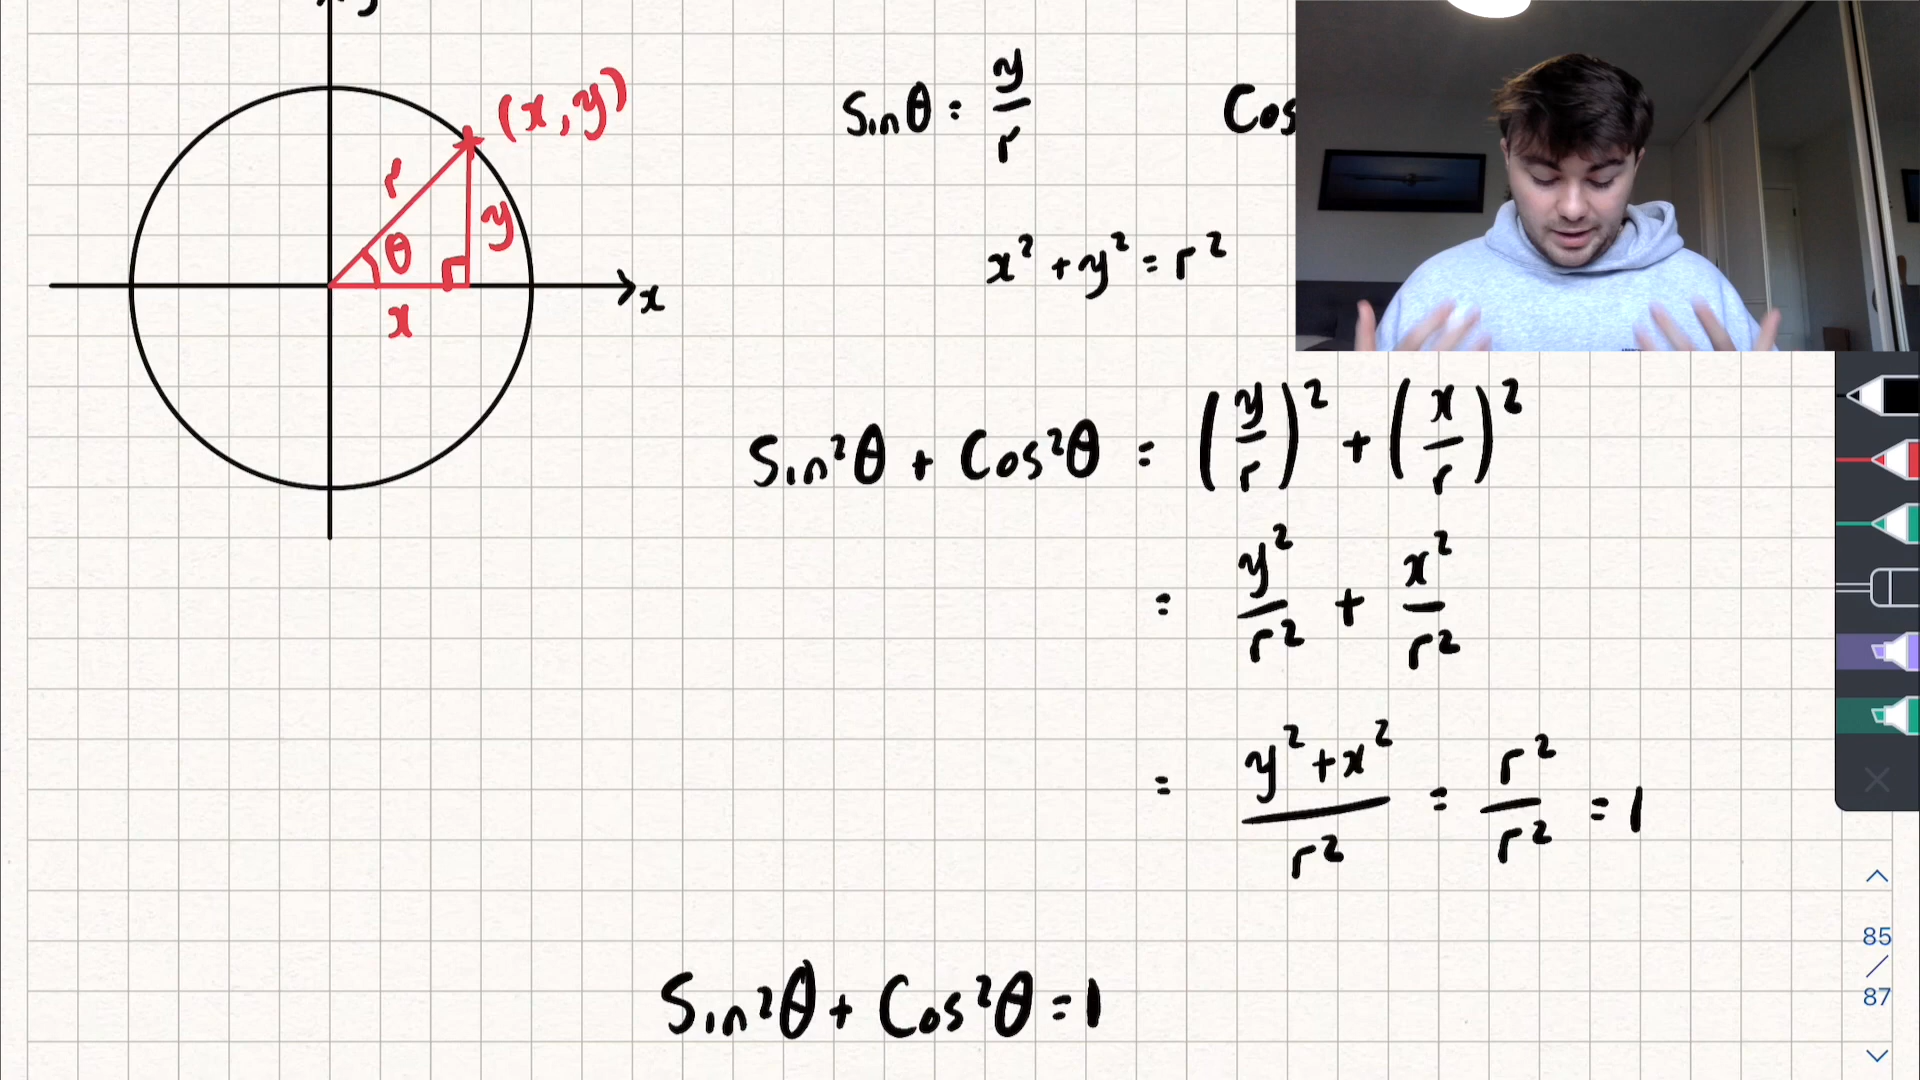 y
(x,y)
r
y
θ
x
x
Sinθ = y/r
Cos
x² + y² = r²
Sin²θ + Cos²θ = (y/r)² + (x/r)²
= y²/r² + x²/r²
= y²+x²/r² = r²/r² = 1
Sin²θ + Cos²θ = 1
85
/
87